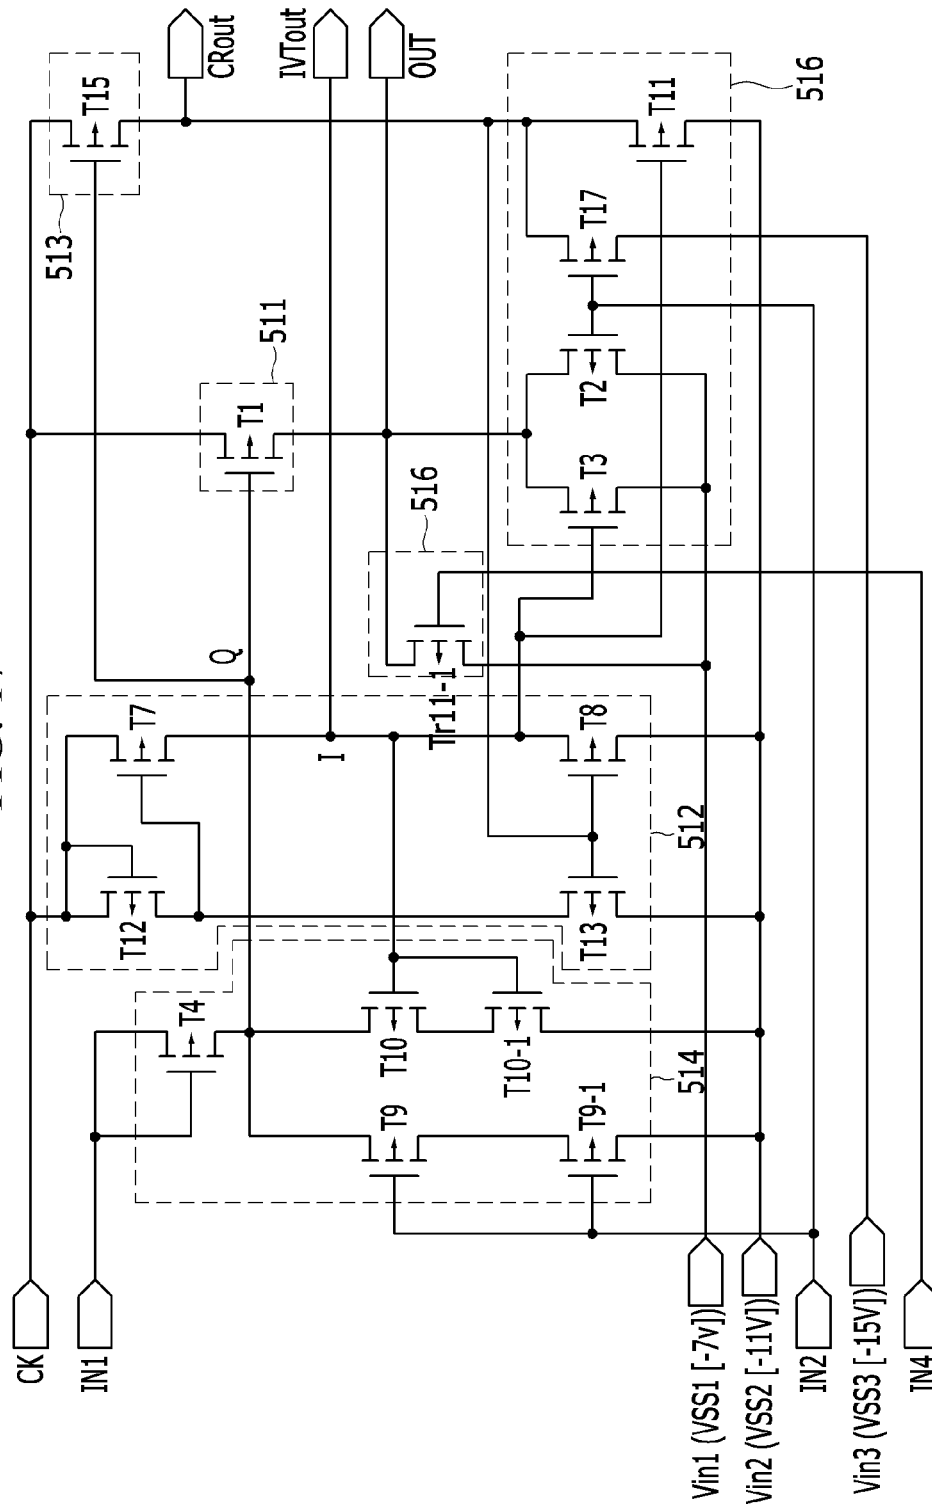 CK
IN1
T4
T9
T9-1
T10
T10-1
514
T12
T13
T7
T8
512
I
Q
Tr11-1
516
T1
511
T3
T2
T17
T11
516
T15
513
CRout
IVTout
OUT
Vin1 (VSS1 [-7v])
Vin2 (VSS2 [-11V])
IN2
Vin3 (VSS3 [-15V])
IN4